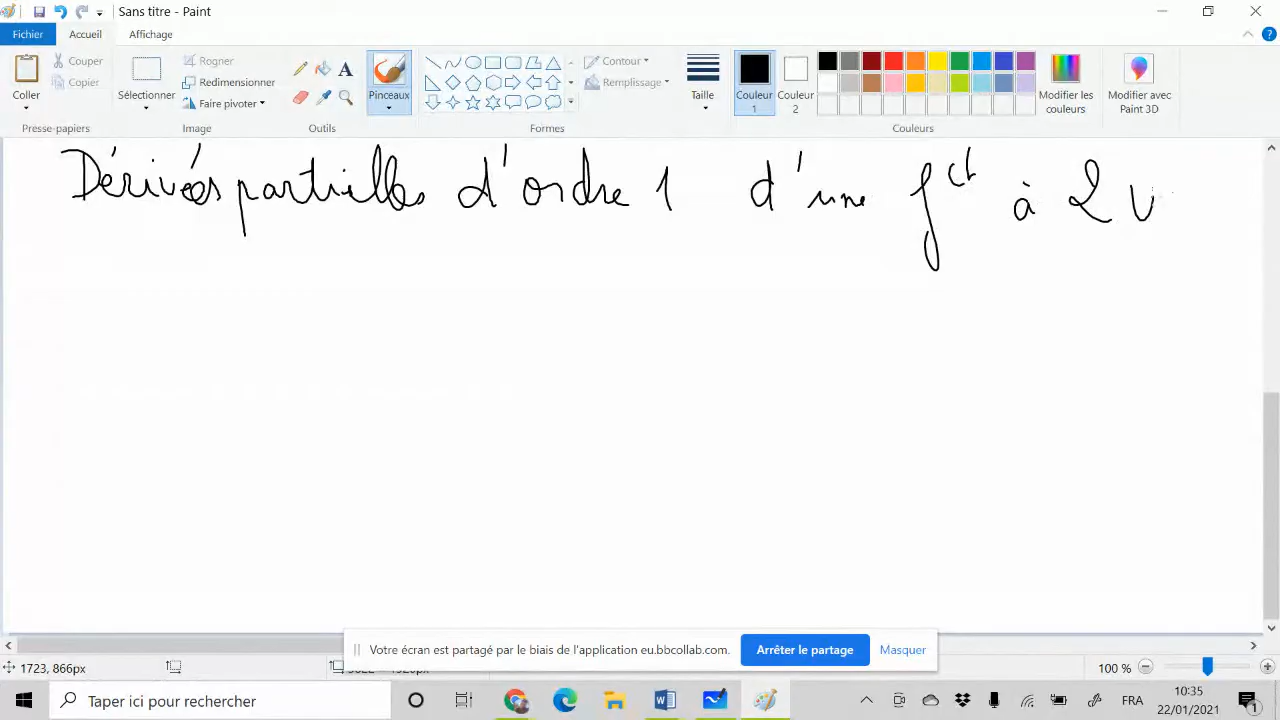 Sans titre - Paint
Fichier Accueil Affichage
Coller
Couper
Copier
Presse-papiers
Sélectionner
Rogner
Redimensionner
Faire pivoter
Image
A
Outils
Pinceaux
Contour
Remplissage
Formes
Taille
Couleur 1
Couleur 2
Modifier les couleurs
Couleurs
Modifier avec Paint 3D
Dérivées partielles d'ordre 1 d'une fct à 2 v
Votre écran est partagé par le biais de l'application eu.bbcollab.com. Arrêter le partage Masquer
1723, 866px
100 %
Taper ici pour rechercher
FRA
10:35
22/01/2021
1